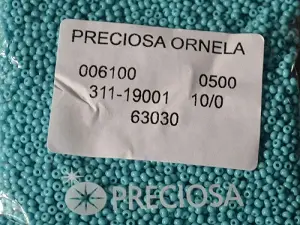 PRECIOSA ORNELA
006100 0500
311-19001 10/0
63030
PRECIOSA